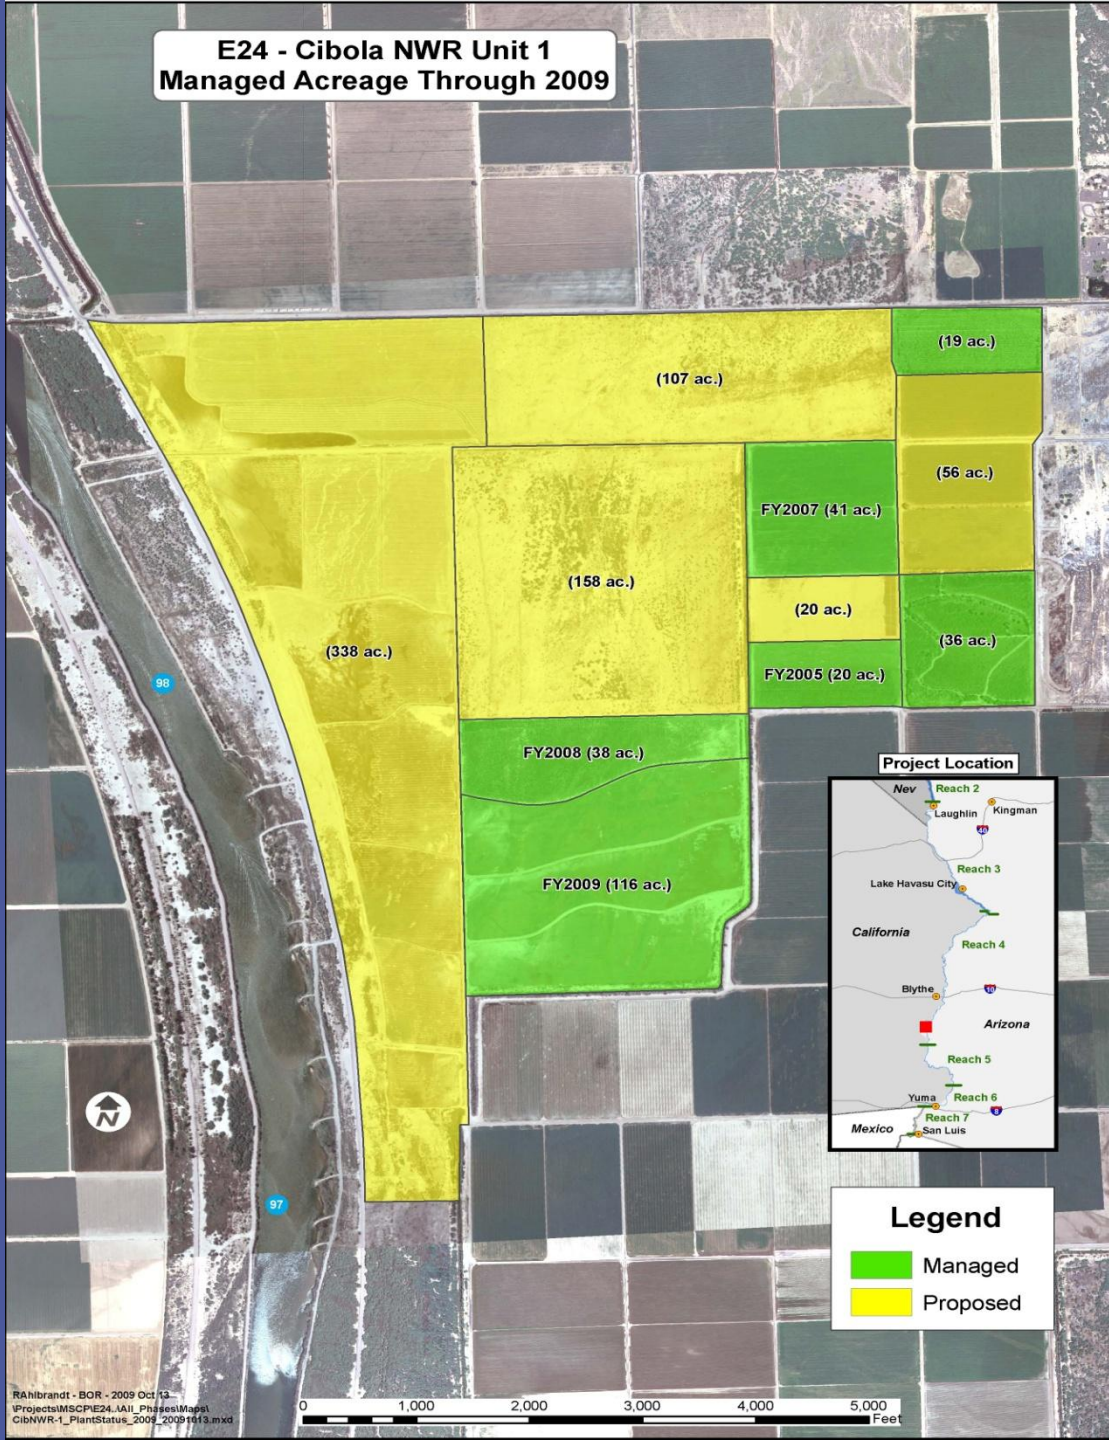 E24 - Cibola NWR Unit 1
Managed Acreage Through 2009
(19 ac.)
(107 ac.)
(56 ac.)
FY2007 (41 ac.)
(158 ac.)
(20 ac.)
(36 ac.)
(338 ac.)
FY2005 (20 ac.)
98
FY2008 (38 ac.)
FY2009 (116 ac.)
Project Location
Nev
Reach 2
Laughlin
Kingman
40
Reach 3
Lake Havasu City
California
Reach 4
Blythe
Arizona
Reach 5
Yuma
Reach 6
8
Reach 7
Mexico
San Luis
N
97
Legend
Managed
Proposed
RAhlbrandt - BOR - 2009 Oct 13
\Projects\MSCP\E24..\All_Phases\Maps\
CibNWR-1_PlantStatus_2009_20091013.mxd
0 1,000 2,000 3,000 4,000 5,000
Feet